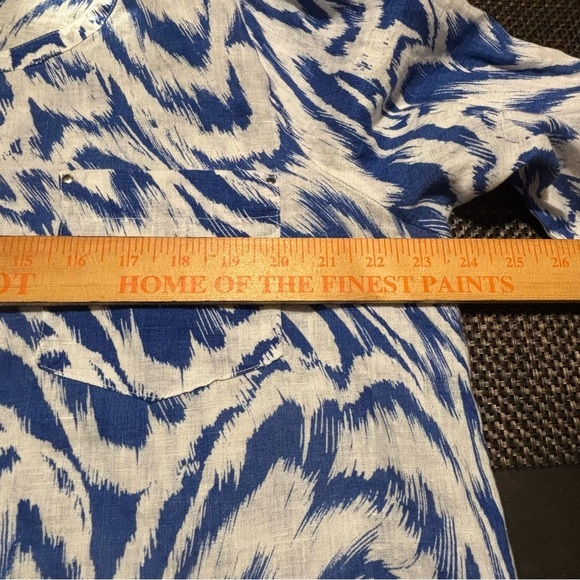 15 16 17 18 19 20 21 22 23 24 25 26
OT HOME OF THE FINEST PAINTS